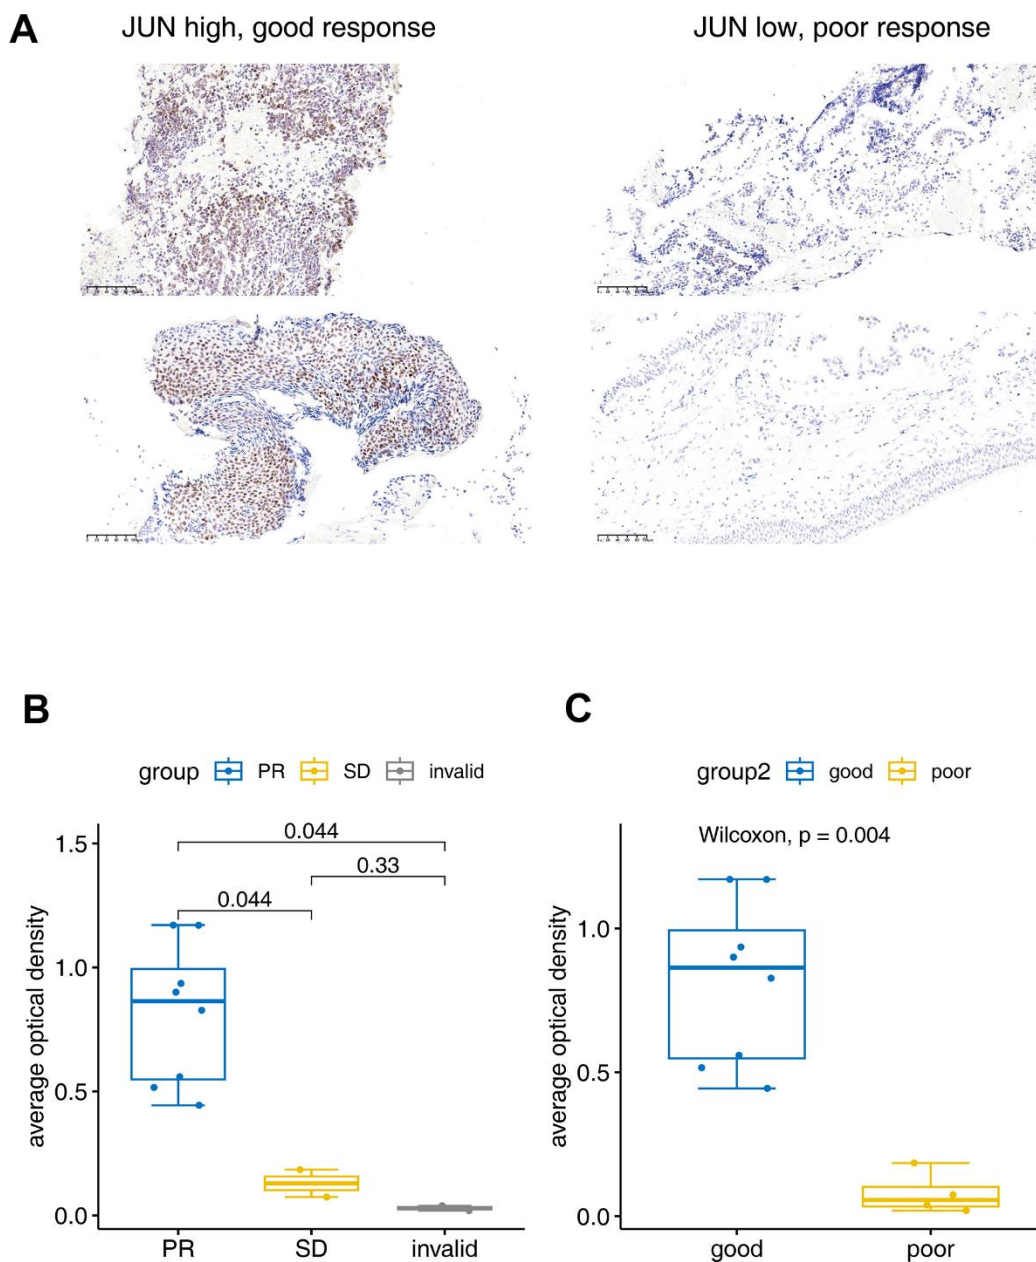 A
JUN high, good response
JUN low, poor response
B
group PR SD invalid
average optical density
1.5
1.0
0.5
0.0
0.044
0.33
0.044
PR SD invalid
C
group2 good poor
Wilcoxon, p = 0.004
average optical density
1.0
0.5
0.0
good poor